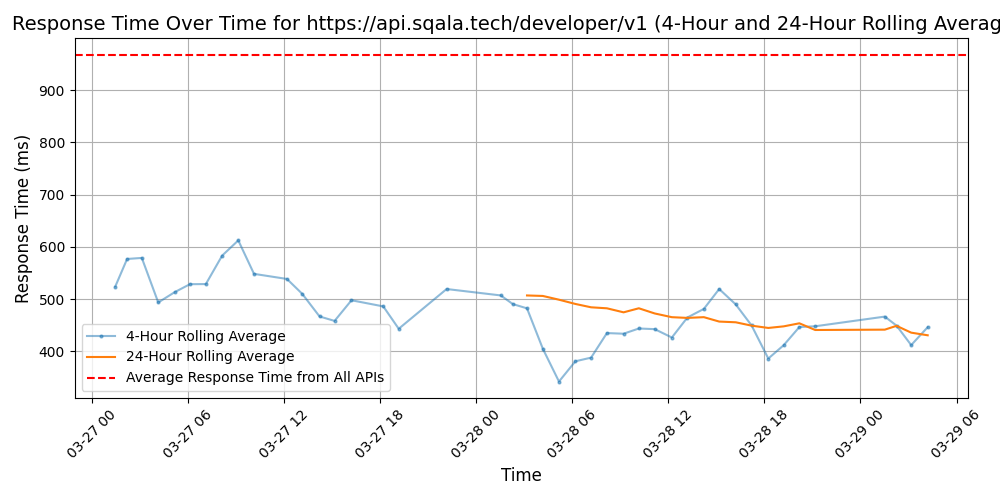 Response Time Over Time for https://api.sqala.tech/developer/v1 (4-Hour and 24-Hour Rolling Averag
Response Time (ms)
900
800
700
600
500
400
4-Hour Rolling Average
24-Hour Rolling Average
Average Response Time from All APIs
03-27 00
03-27 06
03-27 12
03-27 18
03-28 00
03-28 06
03-28 12
03-28 18
03-29 00
03-29 06
Time